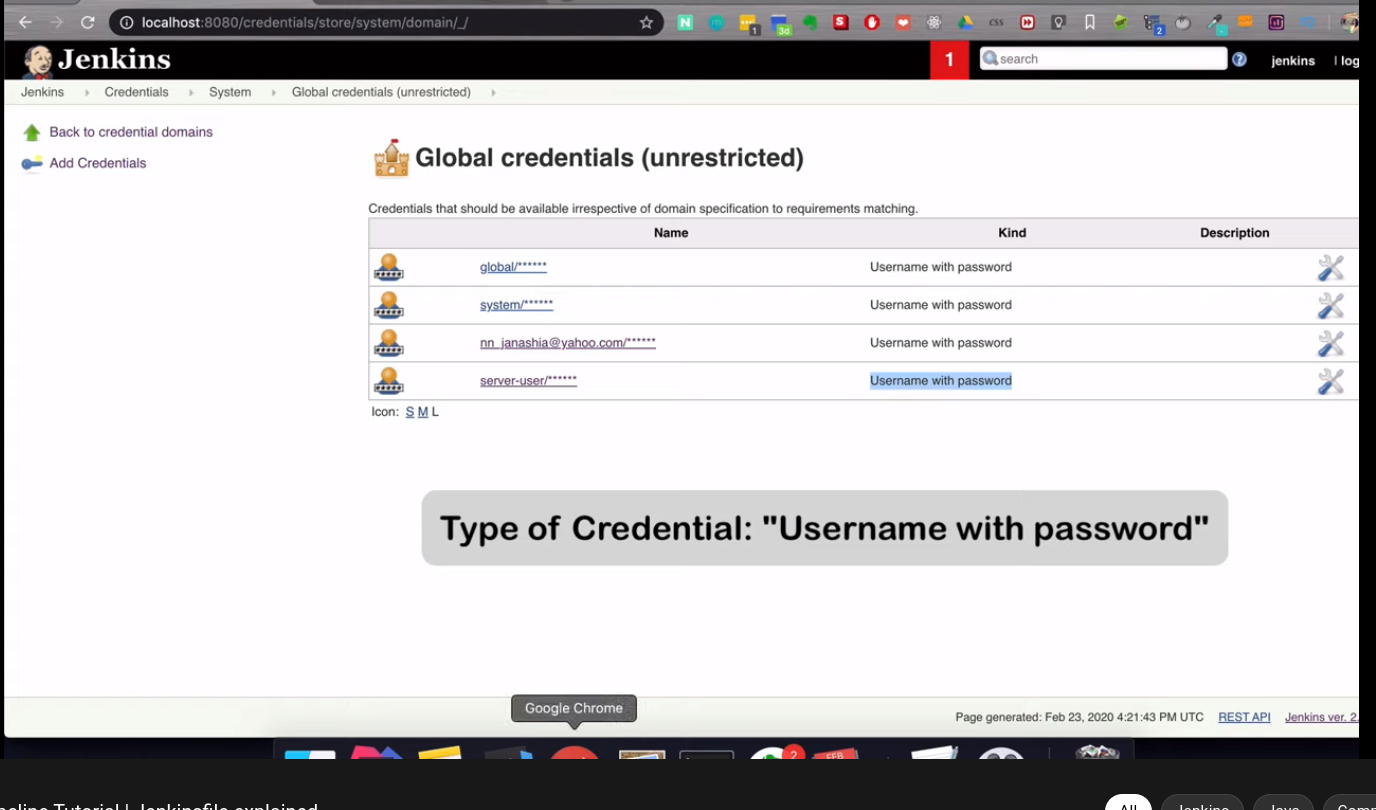 localhost:8080/credentials/store/system/domain/_/
Jenkins
1
search
jenkins
log
Jenkins
Credentials
System
Global credentials (unrestricted)
Back to credential domains
Add Credentials
Global credentials (unrestricted)
Credentials that should be available irrespective of domain specification to requirements matching.
Name Kind Description
global/****** Username with password
system/****** Username with password
nn_janashia@yahoo.com/****** Username with password
server-user/****** Username with password
Icon: S M L
Type of Credential: "Username with password"
Google Chrome
Page generated: Feb 23, 2020 4:21:43 PM UTC REST API Jenkins ver. 2.
2
FEB
Tutorial | Jenkinsfile explained
All Jenkins Java